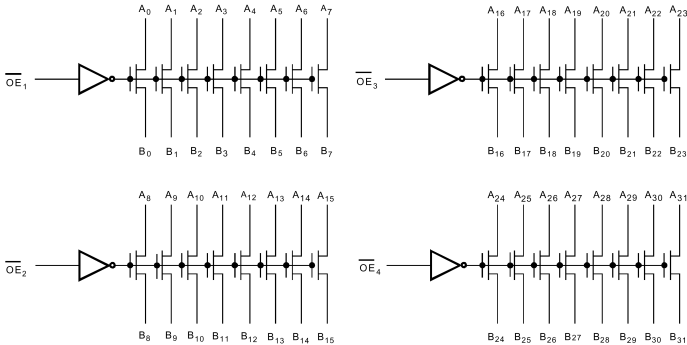 A0 A1 A2 A3 A4 A5 A6 A7
OE1
B0 B1 B2 B3 B4 B5 B6 B7
A16 A17 A18 A19 A20 A21 A22 A23
OE3
B16 B17 B18 B19 B20 B21 B22 B23
A8 A9 A10 A11 A12 A13 A14 A15
OE2
B8 B9 B10 B11 B12 B13 B14 B15
A24 A25 A26 A27 A28 A29 A30 A31
OE4
B24 B25 B26 B27 B28 B29 B30 B31